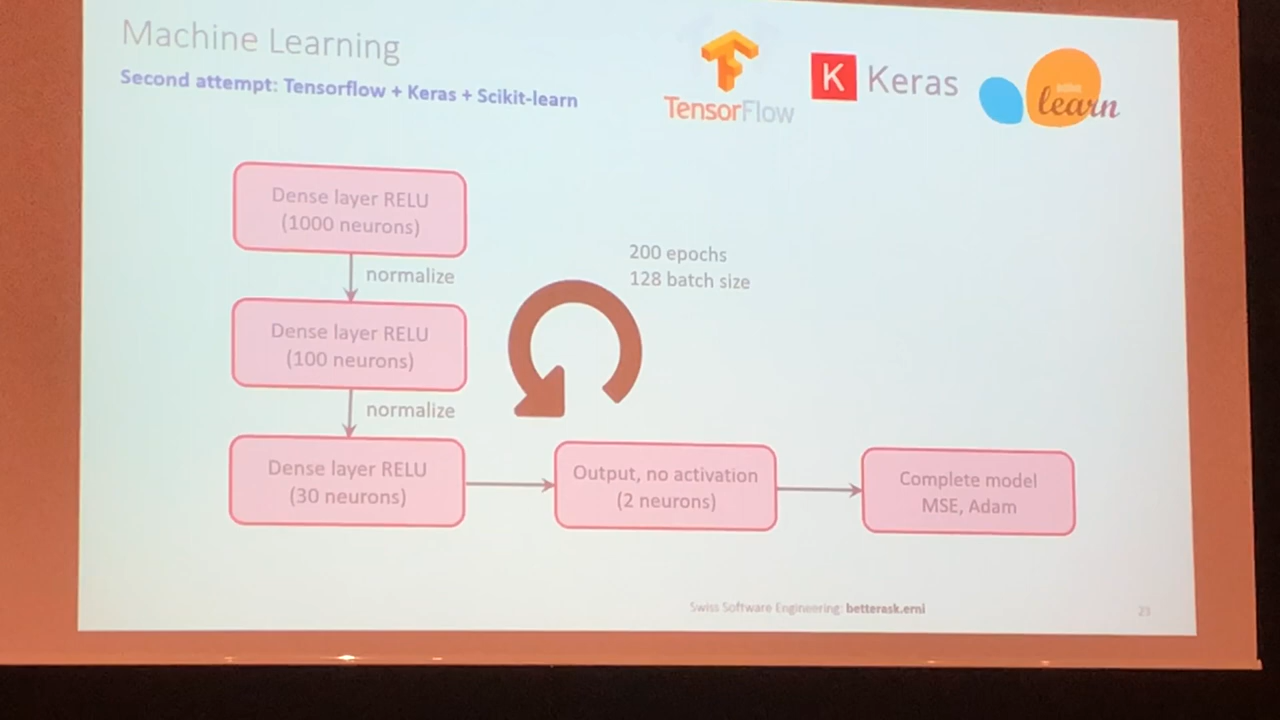 Machine Learning
Second attempt: Tensorflow + Keras + Scikit-learn
TensorFlow
K Keras
learn
Dense layer RELU
(1000 neurons)
normalize
200 epochs
128 batch size
Dense layer RELU
(100 neurons)
normalize
Dense layer RELU
(30 neurons)
Output, no activation
(2 neurons)
Complete model
MSE, Adam
Swiss Software Engineering: betterask.erni
23